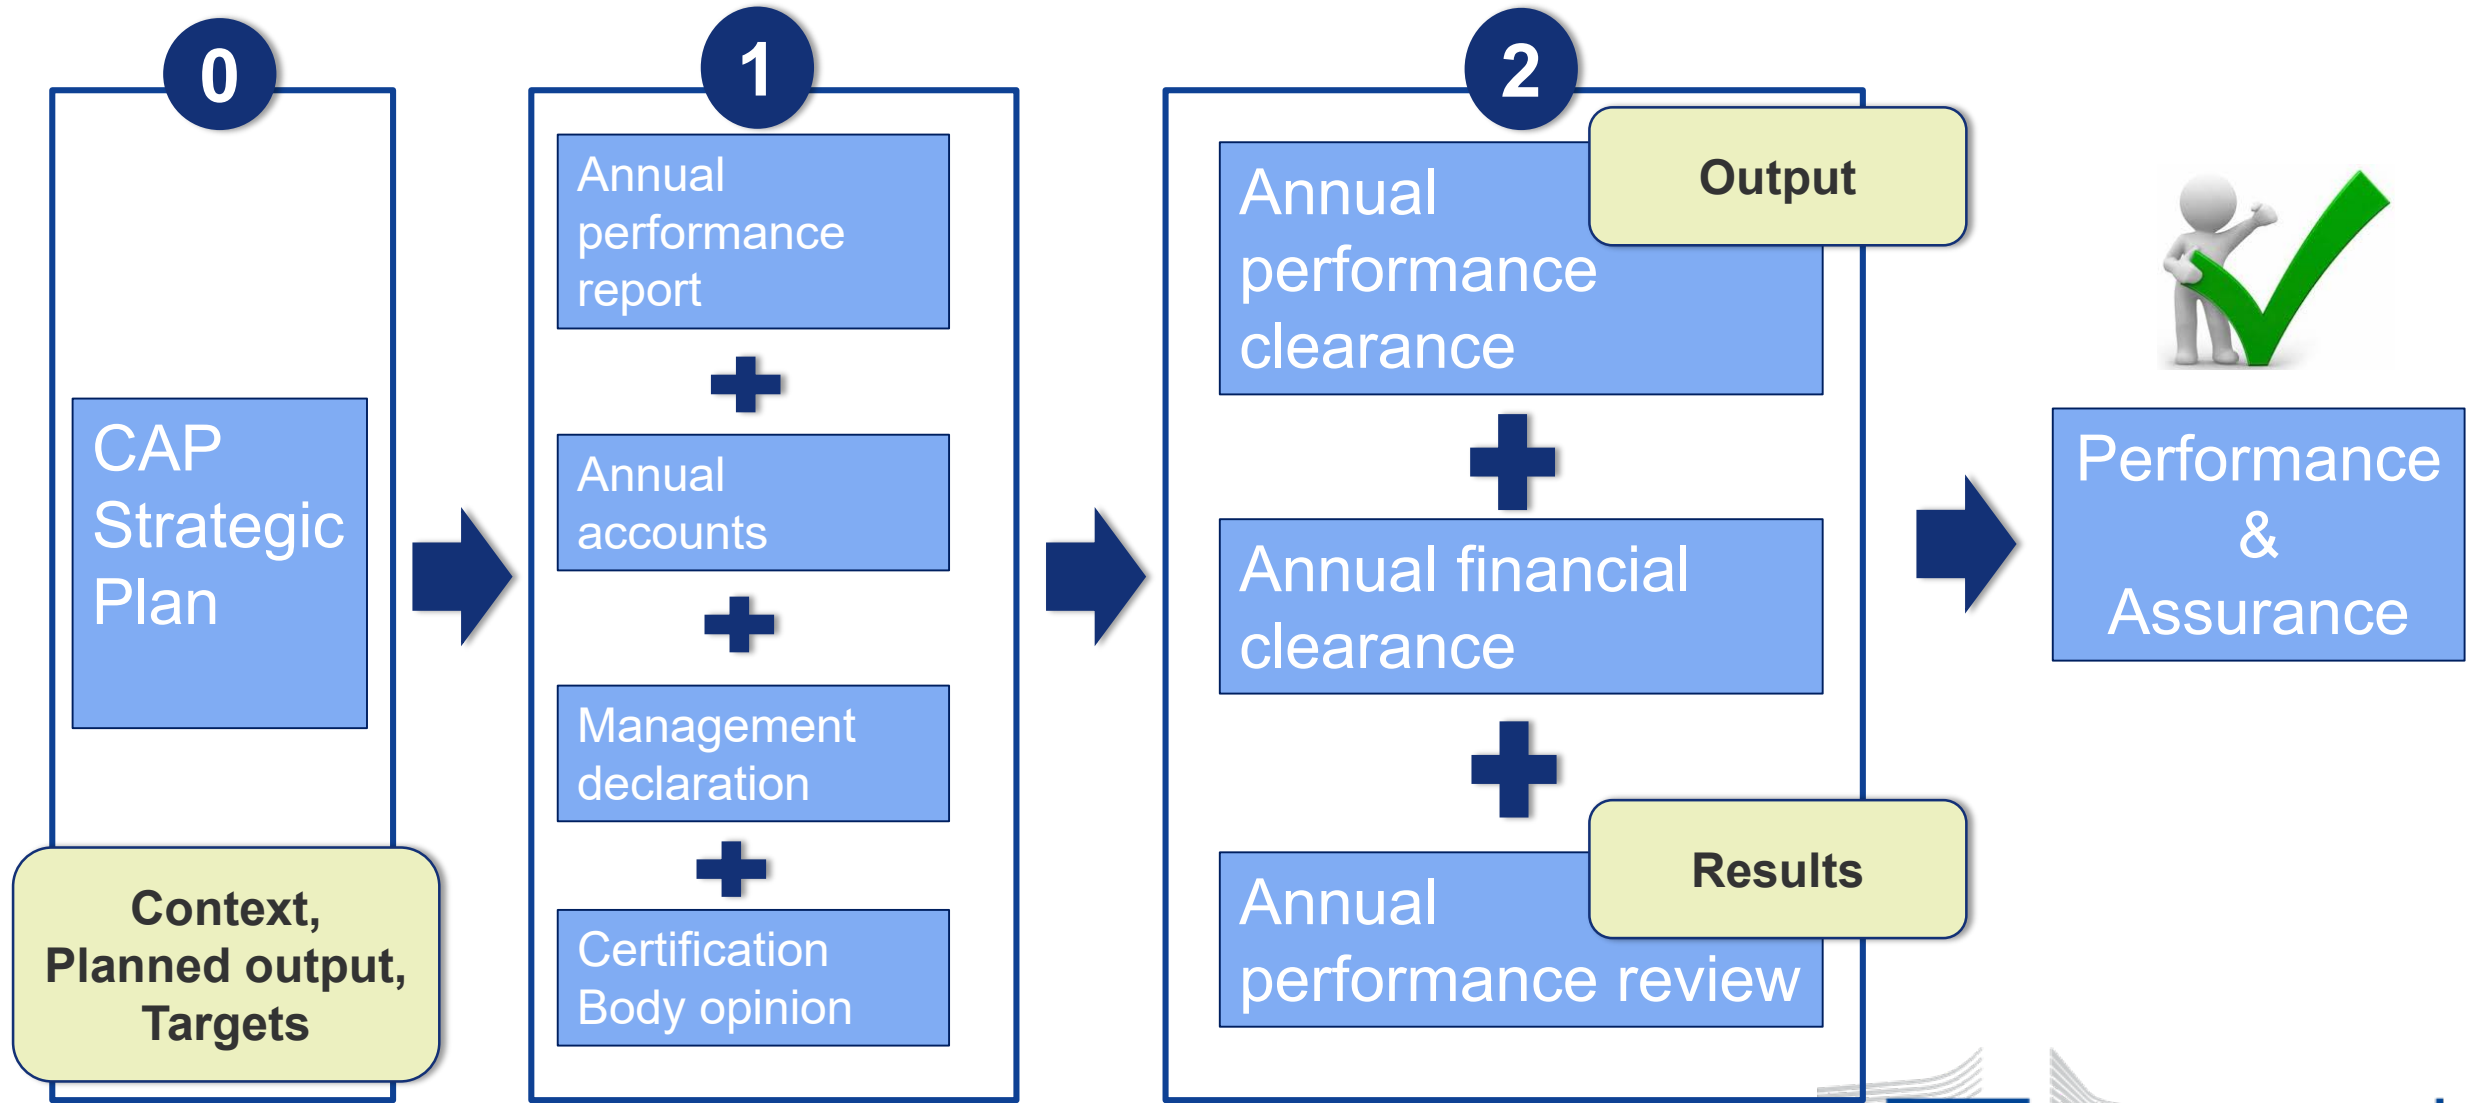 0
CAP
Strategic
Plan
Context,
Planned output,
Targets
1
Annual
performance
report
Annual
accounts
Management
declaration
Certification
Body opinion
2
Output
Annual
performance
clearance
Annual financial
clearance
Results
Annual
performance review
Performance
&
Assurance